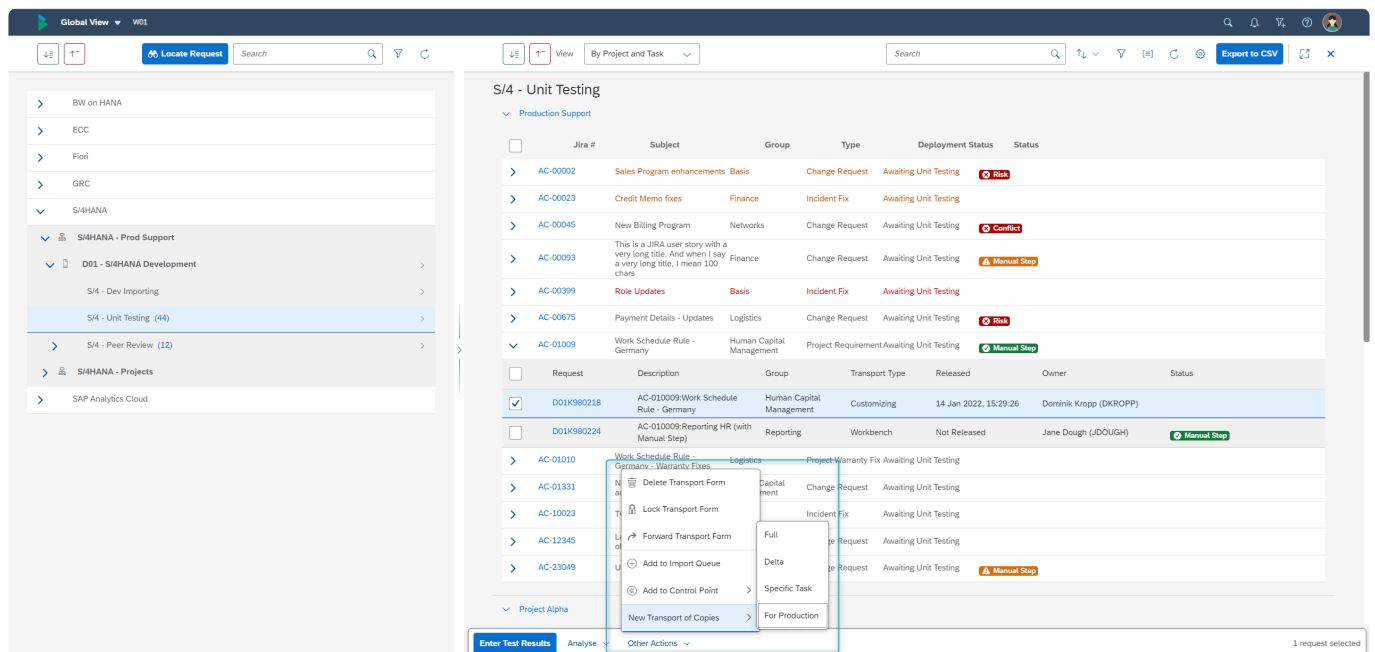 Global View W01
Locate Request Search
View By Project and Task Search Export to CSV
BW on HANA
ECC
Fiori
GRC
S/4HANA
S/4HANA - Prod Support
D01 - S/4HANA Development
S/4 - Dev Importing
S/4 - Unit Testing (44)
S/4 - Peer Review (12)
S/4HANA - Projects
SAP Analytics Cloud
S/4 - Unit Testing
Production Support
Jira # Subject Group Type Deployment Status Status
AC-00002 Sales Program enhancements Basis Change Request Awaiting Unit Testing Risk
AC-00023 Credit Memo fixes Finance Incident Fix Awaiting Unit Testing
AC-00045 New Billing Program Networks Change Request Awaiting Unit Testing Conflict
This is a JIRA user story with a
very long title. And when I say
AC-00093 a very long title, I mean 100 Finance Change Request Awaiting Unit Testing Manual Step
chars
AC-00399 Role Updates Basis Incident Fix Awaiting Unit Testing
AC-00675 Payment Details - Updates Logistics Change Request Awaiting Unit Testing Risk
Work Schedule Rule - Human Capital
AC-01009 Project Requirement Awaiting Unit Testing Manual Step
Germany Management
Request Description Group Transport Type Released Owner Status
AC-010009:Work Schedule Human Capital
D01K980218 Customizing 14 Jan 2022, 15:29:26 Dominik Kropp (DKROPP)
Rule - Germany Management
AC-010009:Reporting HR (with
D01K980224 Reporting Workbench Not Released Jane Dough (JDOUGH) Manual Step
Manual Step)
Work Schedule Rule -
AC-01010 Logistics Project Warranty Fix Awaiting Unit Testing
Germany - Warranty Fixes
AC-01331 Capital Change Request Awaiting Unit Testing
AC-10023 Incident Fix Awaiting Unit Testing
AC-12345 Request Awaiting Unit Testing
AC-23049 Request Awaiting Unit Testing Manual Step
Delete Transport Form
Lock Transport Form
Forward Transport Form
Add to Import Queue
Add to Control Point
New Transport of Copies
Full
Delta
Specific Task
For Production
Project Alpha
Enter Test Results Analyse Other Actions 1 request selected